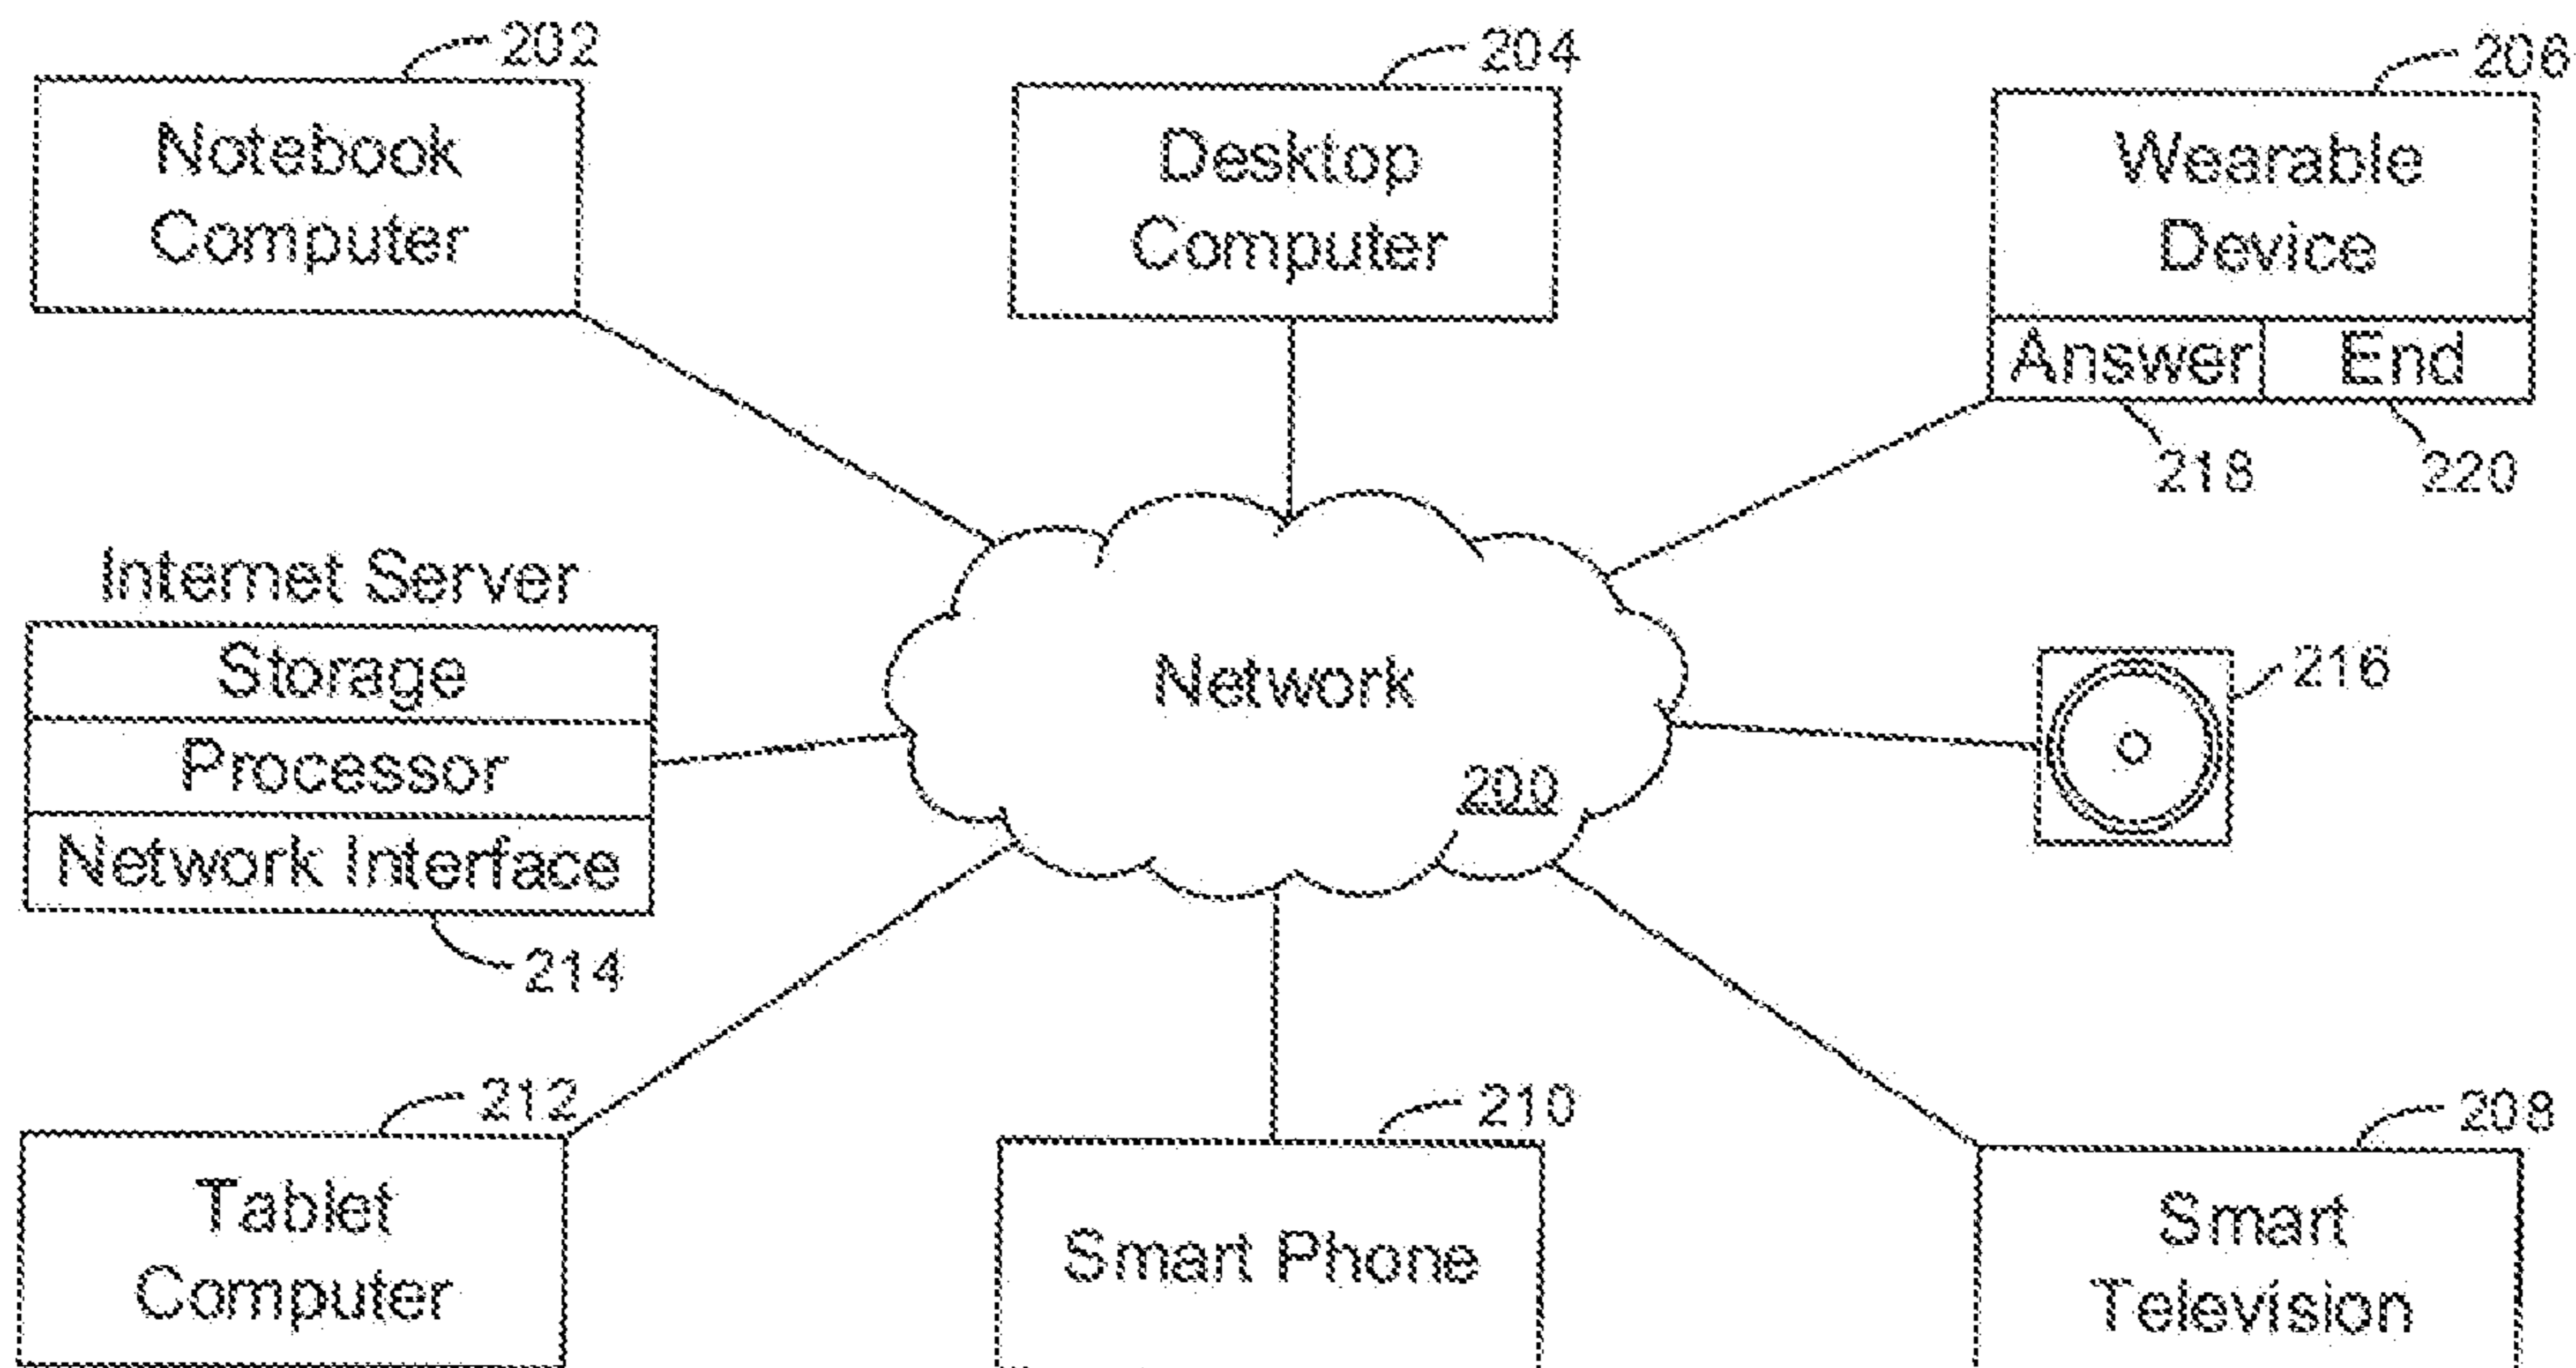 202
204
206
Notebook
Computer
Desktop
Computer
Wearable
Device
Answer
End
218
220
Internet Server
Storage
Processor
Network Interface
214
Network
200
216
212
210
208
Tablet
Computer
Smart Phone
Smart
Television